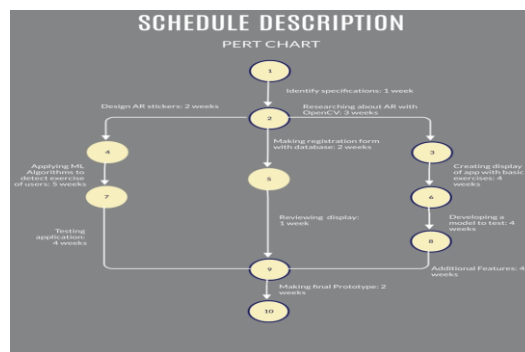 SCHEDULE DESCRIPTION
PERT CHART
1
Identify specifications: 1 week
Design AR stickers: 2 weeks
Researching about AR with
OpenCV: 3 weeks
2
Making registration form
with database: 2 weeks
4
3
Applying ML
Algorithms to
detect exercise
of users: 5 weeks
5
Creating display
of app with basic
exercises: 4
weeks
7
6
Reviewing display:
1 week
Developing a
model to test: 4
weeks
Testing
application:
4 weeks
8
9
Additional Features: 4
weeks
Making final Prototype: 2
weeks
10